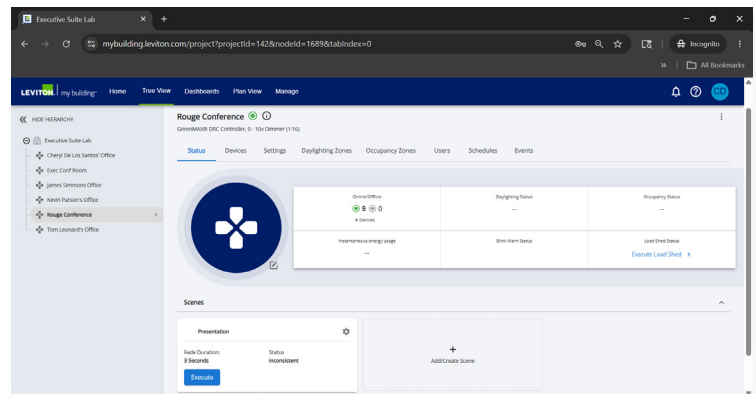 Executive Suite Lab
mybuilding.leviton.com/project?projectId=142&nodeId=1689&tabIndex=0
Incognito
All Bookmarks
LEVITON. my building Home Tree View Dashboards Plan View Manage
CD
HIDE HIERARCHY
Executive Suite Lab
Cheryl De Los Santos' Office
Exec Conf Room
James Simmons Office
Kevin Parson's Office
Rouge Conference
Tom Leonard's Office
Rouge Conference
GreenMAX® DRC Controller, 0 - 10v Dimmer (1:16)
Status Devices Settings Daylighting Zones Occupancy Zones Users Schedules Events
Online/Offline Daylighting Status Occupancy Status
9 0 -- --
9 Devices
Instantaneous energy usage Blink Warn Status Load Shed Status
-- -- Execute Load Shed >
Scenes
Presentation
Fade Duration: Status
3 Seconds Inconsistent
Execute
+
Add/Create Scene